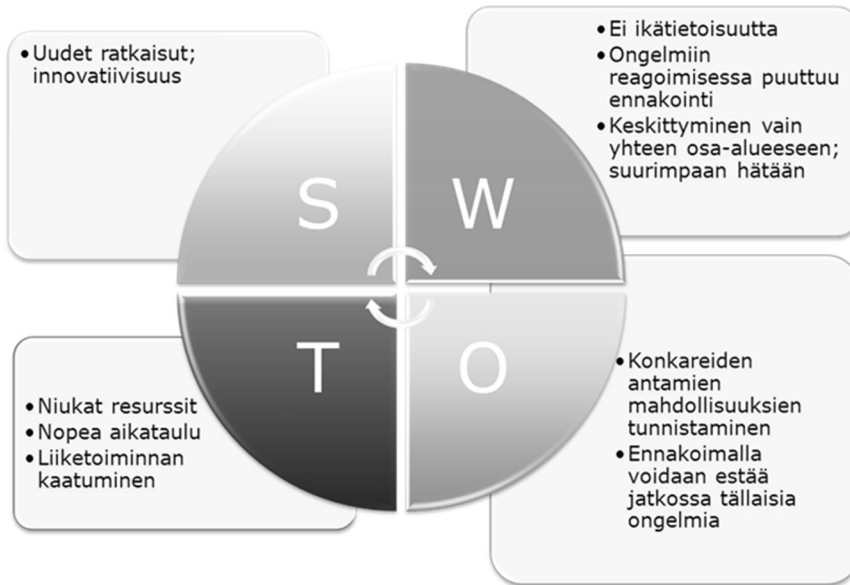 •Uudet ratkaisut;
innovatiivisuus
•Ei ikätietoisuutta
•Ongelmiin
reagoimisessa puuttuu
ennakointi
•Keskittyminen vain
yhteen osa-alueeseen;
suurimpaan hätään
S
W
T
O
•Niukat resurssit
•Nopea aikataulu
•Liiketoiminnan
kaatuminen
•Konkareiden
antamien
mahdollisuuksien
tunnistaminen
•Ennakoimalla
voidaan estää
jatkossa tällaisia
ongelmia